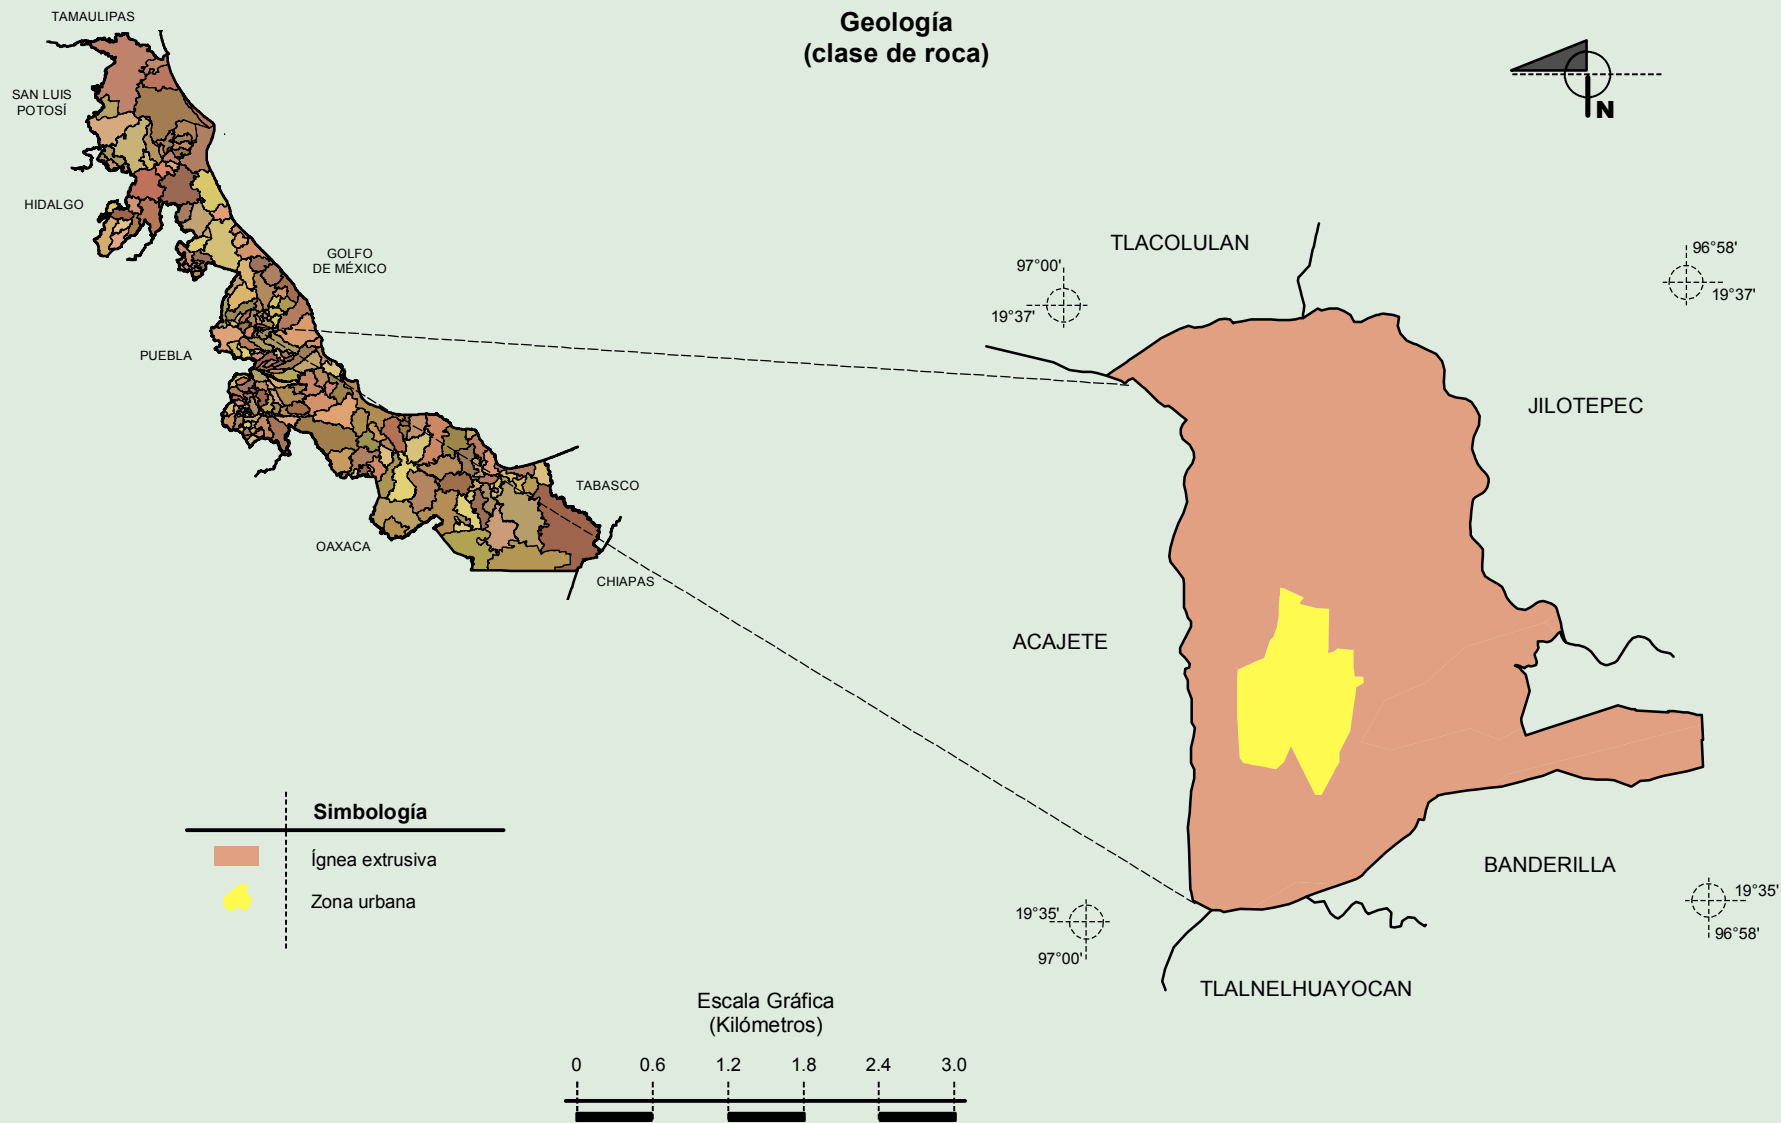 Geología
(clase de roca)
N
TAMAULIPAS
SAN LUIS
POTOSÍ
HIDALGO
GOLFO
DE MÉXICO
PUEBLA
TABASCO
OAXACA
CHIAPAS
TLACOLULAN
97°00'
19°37'
96°58'
19°37'
JILOTEPEC
ACAJETE
BANDERILLA
19°35'
97°00'
19°35'
96°58'
TLALNELHUAYOCAN
Simbología
Ígnea extrusiva
Zona urbana
Escala Gráfica
(Kilómetros)
0 0.6 1.2 1.8 2.4 3.0